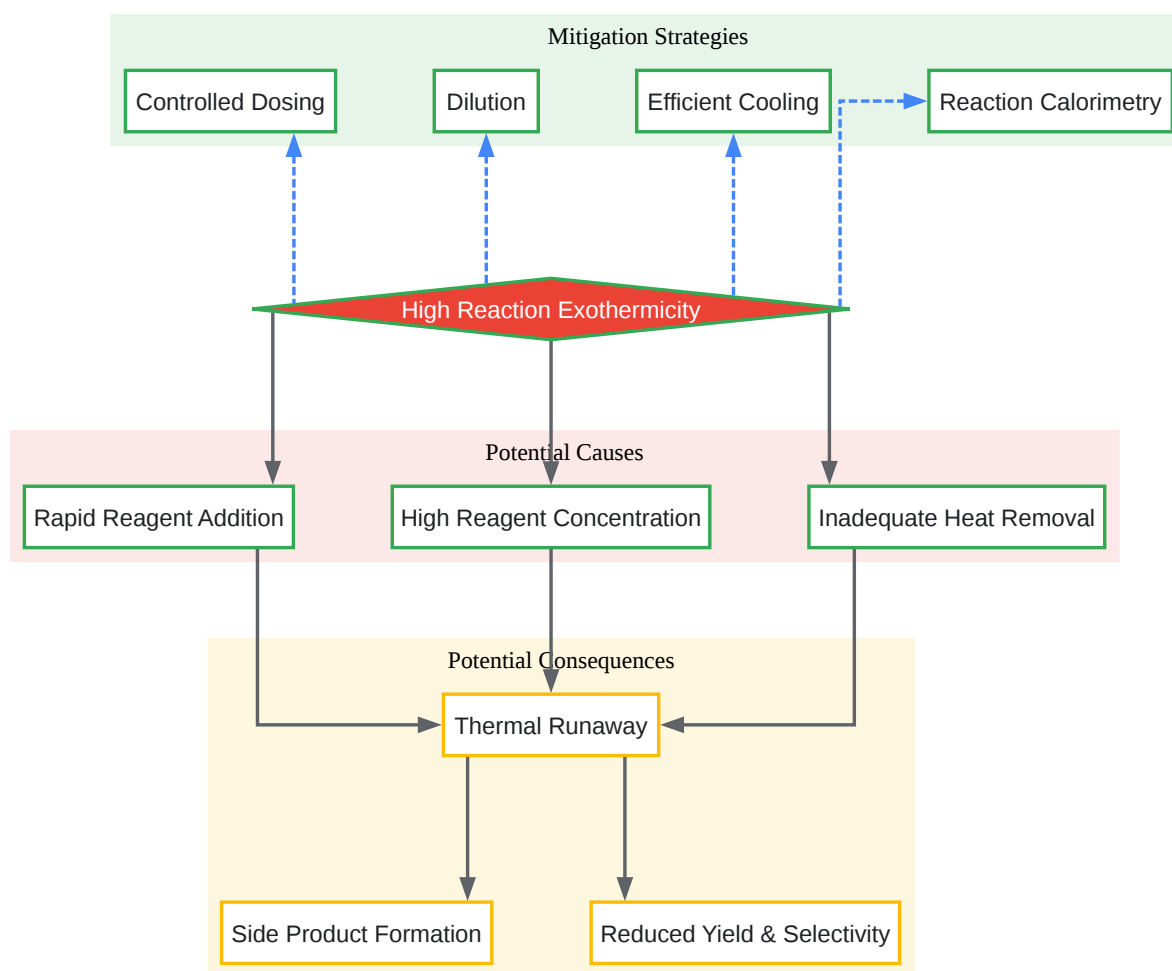 Mitigation Strategies
Controlled Dosing
Dilution
Efficient Cooling
Reaction Calorimetry
High Reaction Exothermicity
Potential Causes
Rapid Reagent Addition
High Reagent Concentration
Inadequate Heat Removal
Potential Consequences
Thermal Runaway
Side Product Formation
Reduced Yield & Selectivity